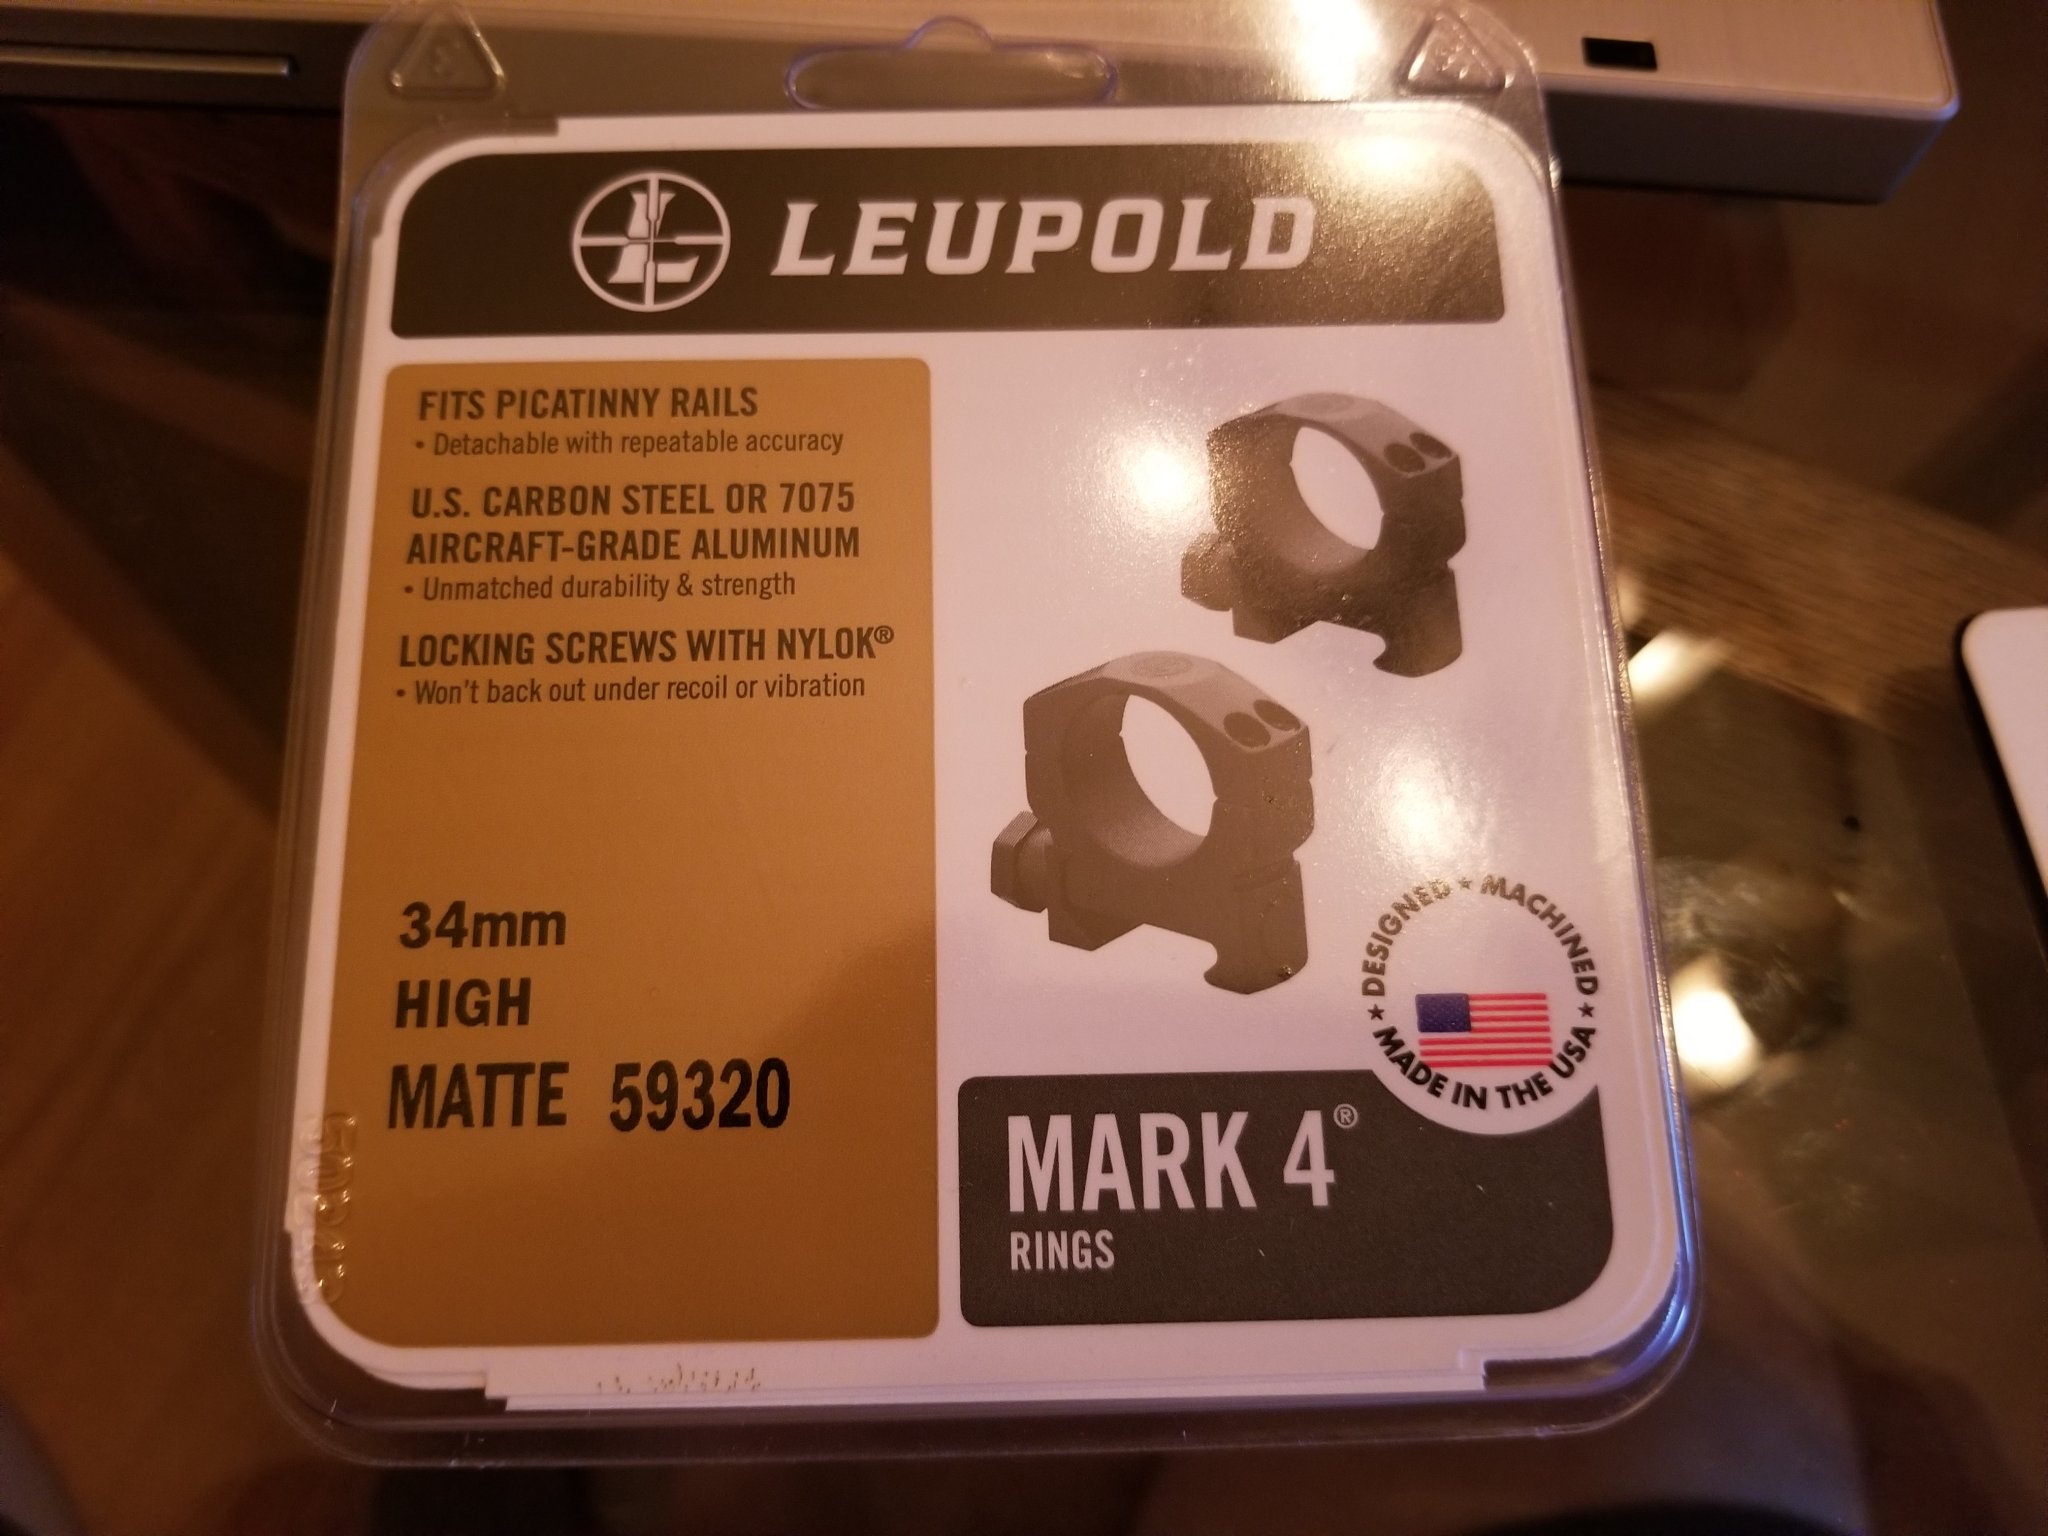 LEUPOLD
FITS PICATINNY RAILS
• Detachable with repeatable accuracy
U.S. CARBON STEEL OR 7075
AIRCRAFT-GRADE ALUMINUM
• Unmatched durability & strength
LOCKING SCREWS WITH NYLOK®
• Won't back out under recoil or vibration
34mm
HIGH
MATTE 59320
DESIGNED ★ MACHINED
★ MADE IN THE USA ★
MARK 4®
RINGS